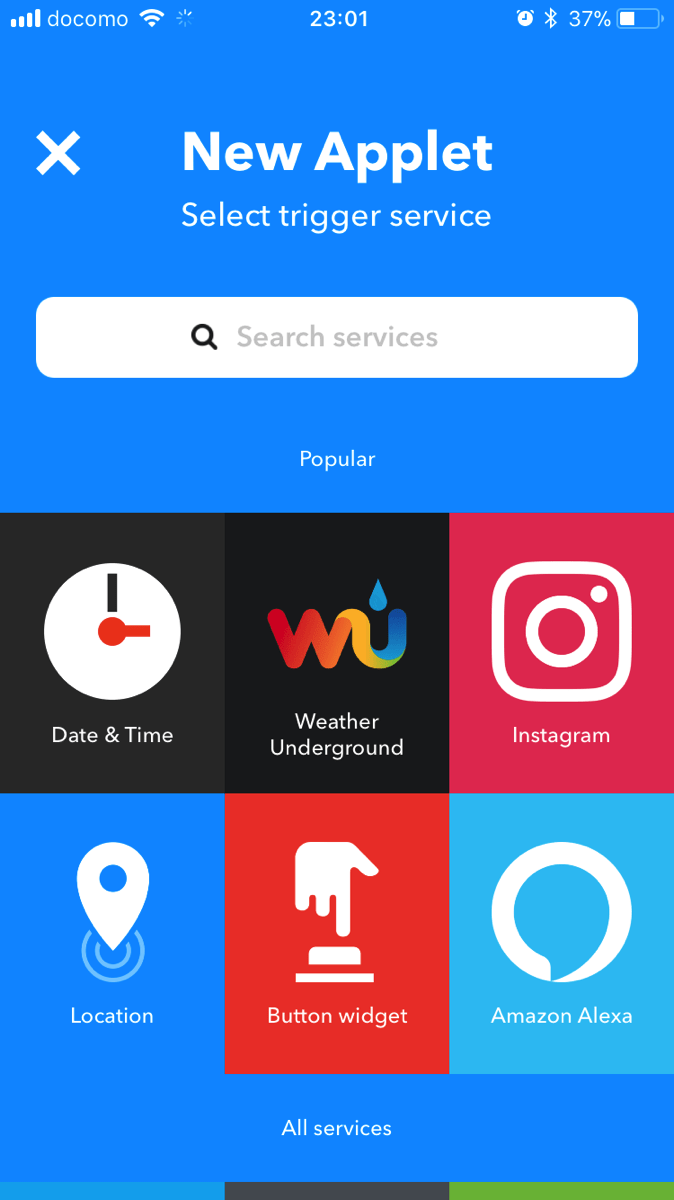 docomo 23:01 37%
New Applet
Select trigger service
Search services
Popular
wu
Date & Time
Weather
Underground
Instagram
Location
Button widget
Amazon Alexa
All services